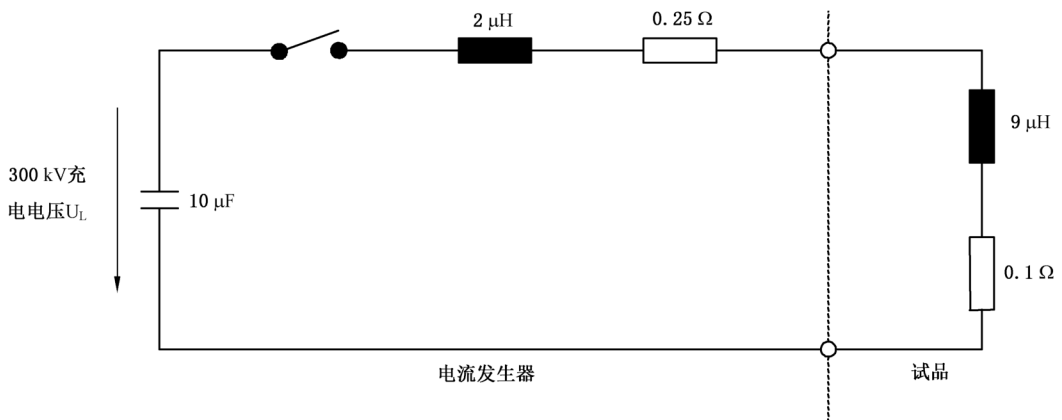 2 μH
0.25 Ω
9 μH
300 kV充
电电压U_L
10 μF
0.1 Ω
电流发生器
试品